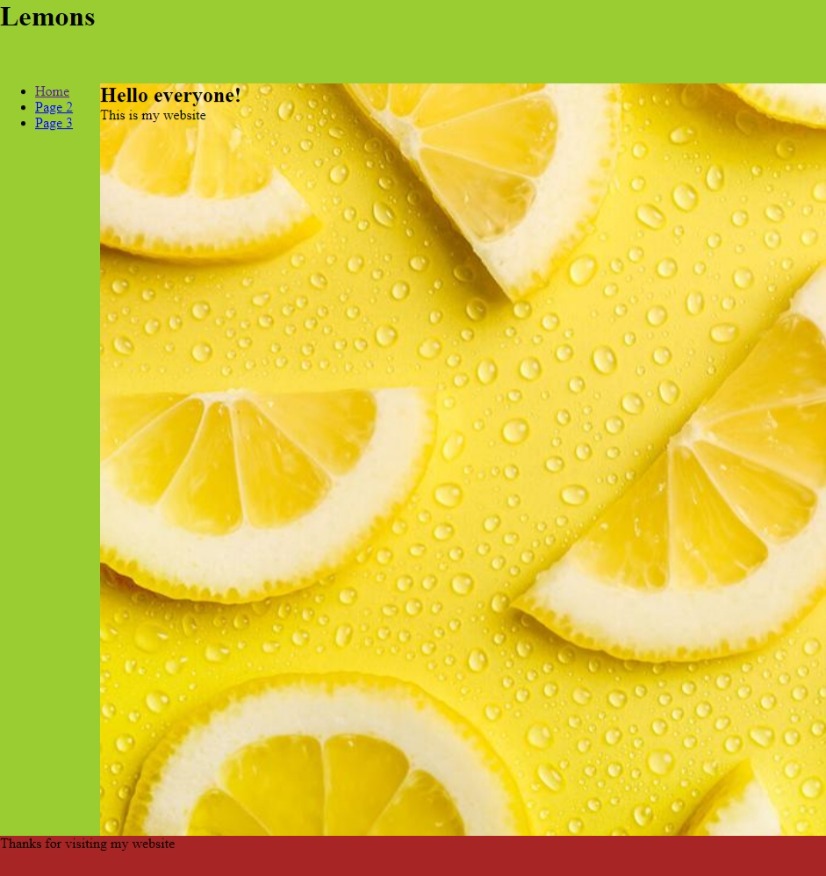 Lemons
Home
Page 2
Page 3
Hello everyone!
This is my website
Thanks for visiting my website